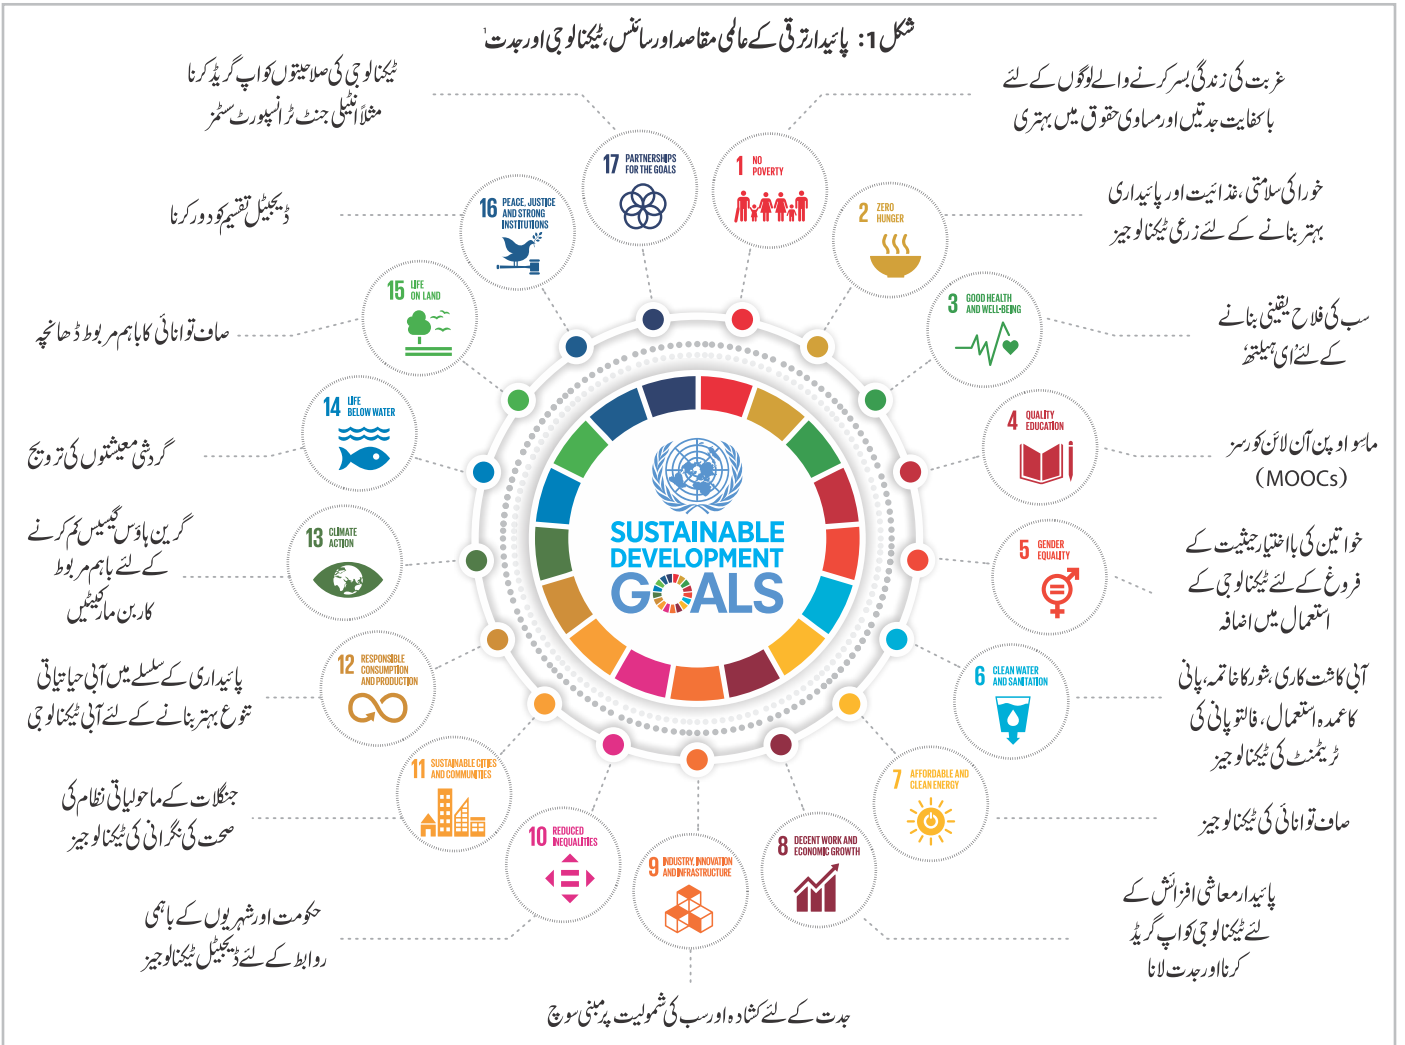 شکل 1: پائیدار ترقی کے عالمی مقاصد اور سائنس، ٹیکنالوجی اور جدت¹
غربت کی زندگی بسر کرنے والے لوگوں کے لئے
باکفایت جدتیں اور مساوی حقوق میں بہتری
1 NO
POVERTY
خوراکی سلامتی، غذائیت اور پائیداری
بہتر بنانے کے لئے زرعی ٹیکنالوجیز
2 ZERO
HUNGER
سب کی فلاح یقینی بنانے
کے لئے 'ای ہیلتھ'
3 GOOD HEALTH
AND WELL-BEING
ماسِو اوپن آن لائن کورسز
(MOOCs)
4 QUALITY
EDUCATION
خواتین کی بااختیار حیثیت کے
فروغ کے لئے ٹیکنالوجی کے
استعمال میں اضافہ
5 GENDER
EQUALITY
آبی کاشت کاری، شور کا خاتمہ، پانی
کا عمدہ استعمال، فالتو پانی کی
ٹریٹمنٹ کی ٹیکنالوجیز
6 CLEAN WATER
AND SANITATION
صاف توانائی کی ٹیکنالوجیز
7 AFFORDABLE AND
CLEAN ENERGY
پائیدار معاشی افزائش کے
لئے ٹیکنالوجی کو اپ گریڈ
کرنا اور جدت لانا
8 DECENT WORK AND
ECONOMIC GROWTH
جدت کے لئے کشادہ اور سب کی شمولیت پر مبنی سوچ
9 INDUSTRY, INNOVATION
AND INFRASTRUCTURE
حکومت اور شہریوں کے باہمی
روابط کے لئے ڈیجیٹل ٹیکنالوجیز
10 REDUCED
INEQUALITIES
جنگلات کے ماحولیاتی نظام کی
صحت کی نگرانی کی ٹیکنالوجیز
11 SUSTAINABLE CITIES
AND COMMUNITIES
پائیداری کے سلسلے میں آبی حیاتیاتی
تنوع بہتر بنانے کے لئے آبی ٹیکنالوجی
12 RESPONSIBLE
CONSUMPTION
AND PRODUCTION
گرین ہاؤس گیسیس کم کرنے
کے لئے باہم مربوط
کاربن مارکیٹیں
13 CLIMATE
ACTION
گردشی معیشتوں کی ترویج
14 LIFE
BELOW WATER
صاف توانائی کا باہم مربوط ڈھانچہ
15 LIFE
ON LAND
ڈیجیٹل تقسیم کو دور کرنا
16 PEACE, JUSTICE
AND STRONG
INSTITUTIONS
ٹیکنالوجی کی صلاحیتوں کو اپ گریڈ کرنا
مثلاً انٹیلی جنٹ ٹرانسپورٹ سسٹمز
17 PARTNERSHIPS
FOR THE GOALS
SUSTAINABLE
DEVELOPMENT
GOALS